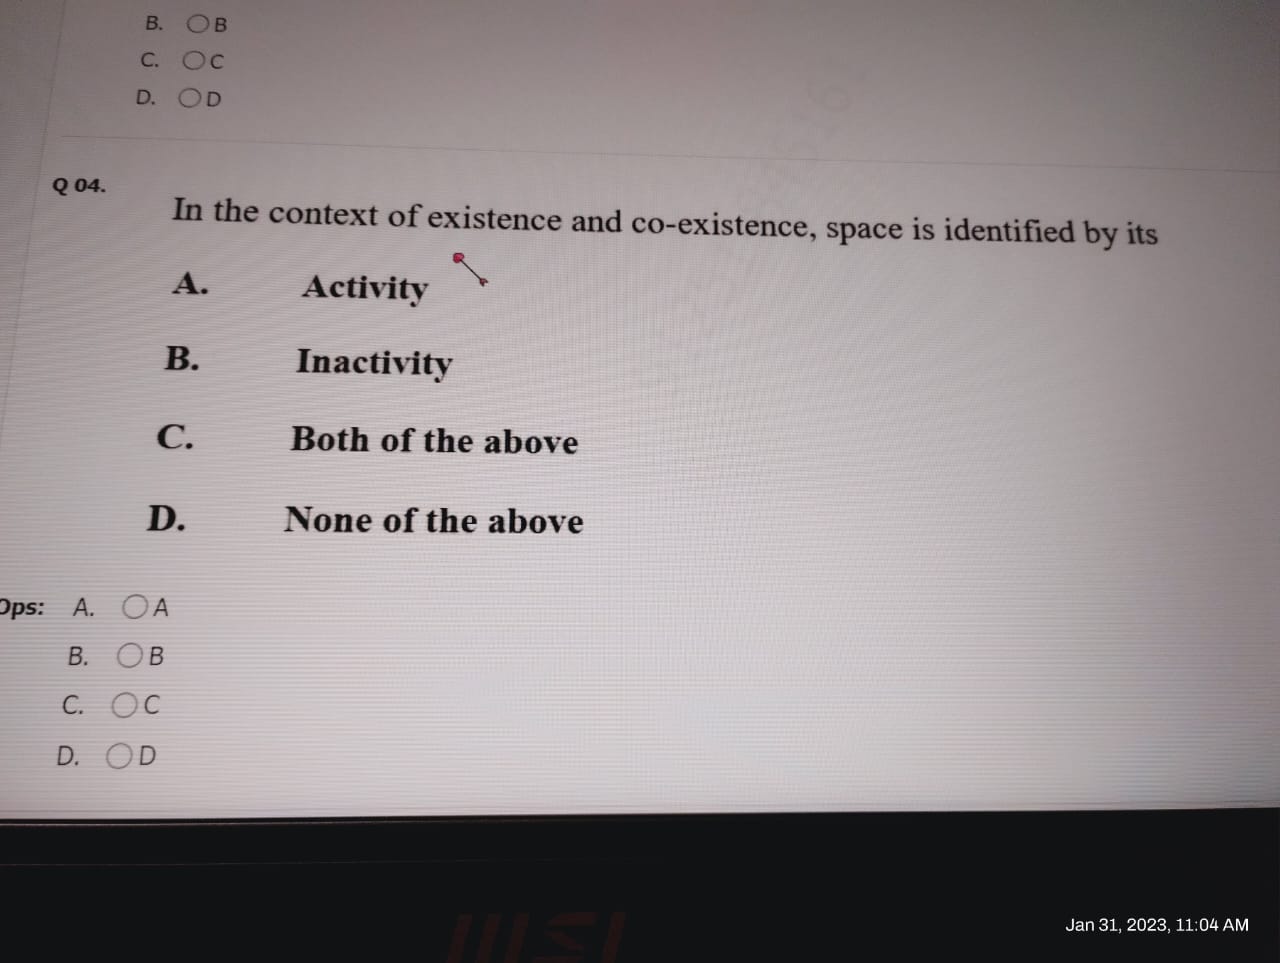 B. B
C. C
D. D
Q 04.
In the context of existence and co-existence, space is identified by its
A. Activity
B. Inactivity
C. Both of the above
D. None of the above
Ops: A. A
B. B
C. C
D. D
Jan 31, 2023, 11:04 AM